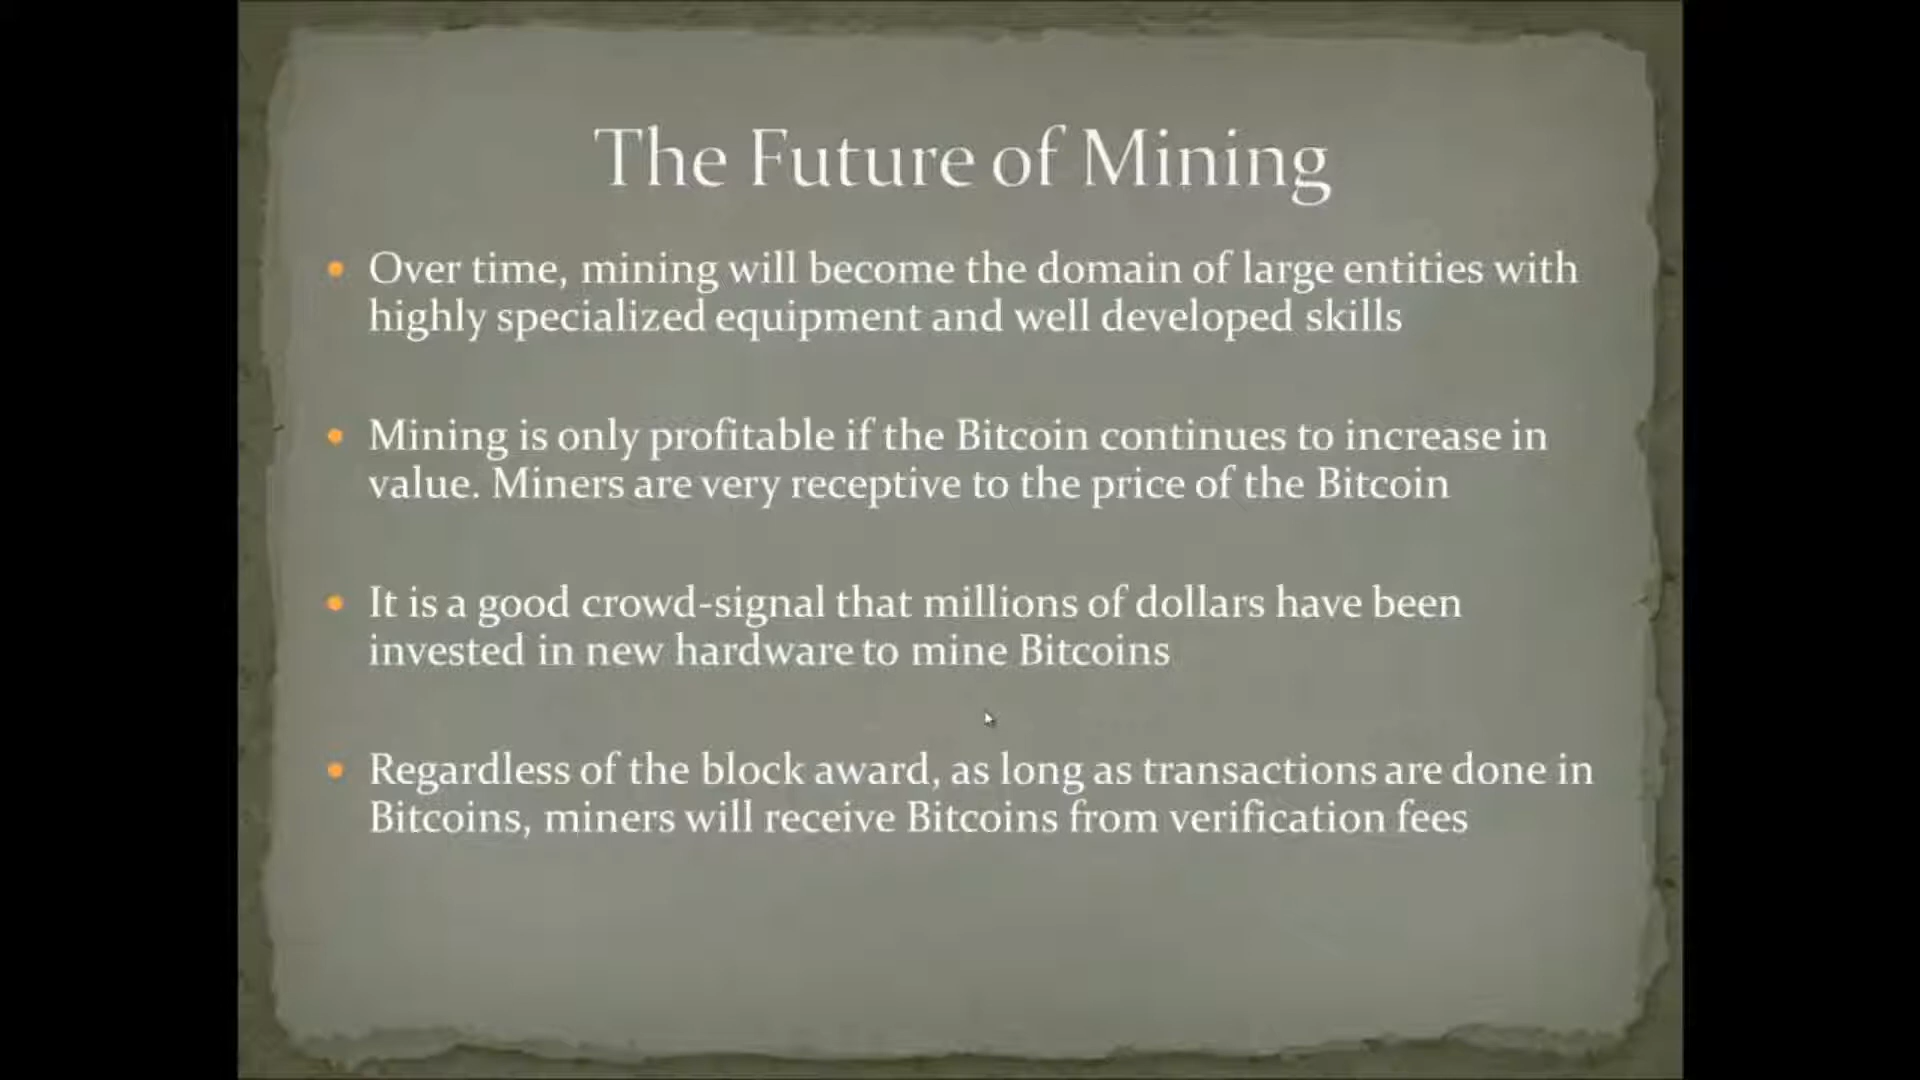 The Future of Mining
Over time, mining will become the domain of large entities with
highly specialized equipment and well developed skills
Mining is only profitable if the Bitcoin continues to increase in
value. Miners are very receptive to the price of the Bitcoin
It is a good crowd-signal that millions of dollars have been
invested in new hardware to mine Bitcoins
Regardless of the block award, as long as transactions are done in
Bitcoins, miners will receive Bitcoins from verification fees